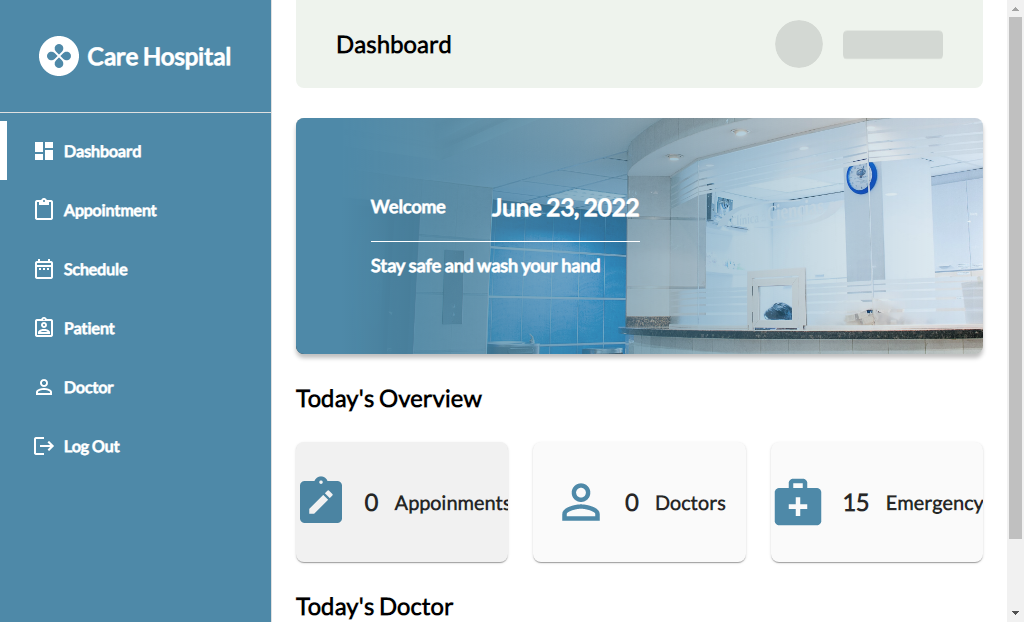 Care Hospital
Dashboard
Appointment
Schedule
Patient
Doctor
Log Out
Dashboard
Welcome June 23, 2022
Stay safe and wash your hand
Today's Overview
0 Appoinments
0 Doctors
15 Emergency
Today's Doctor